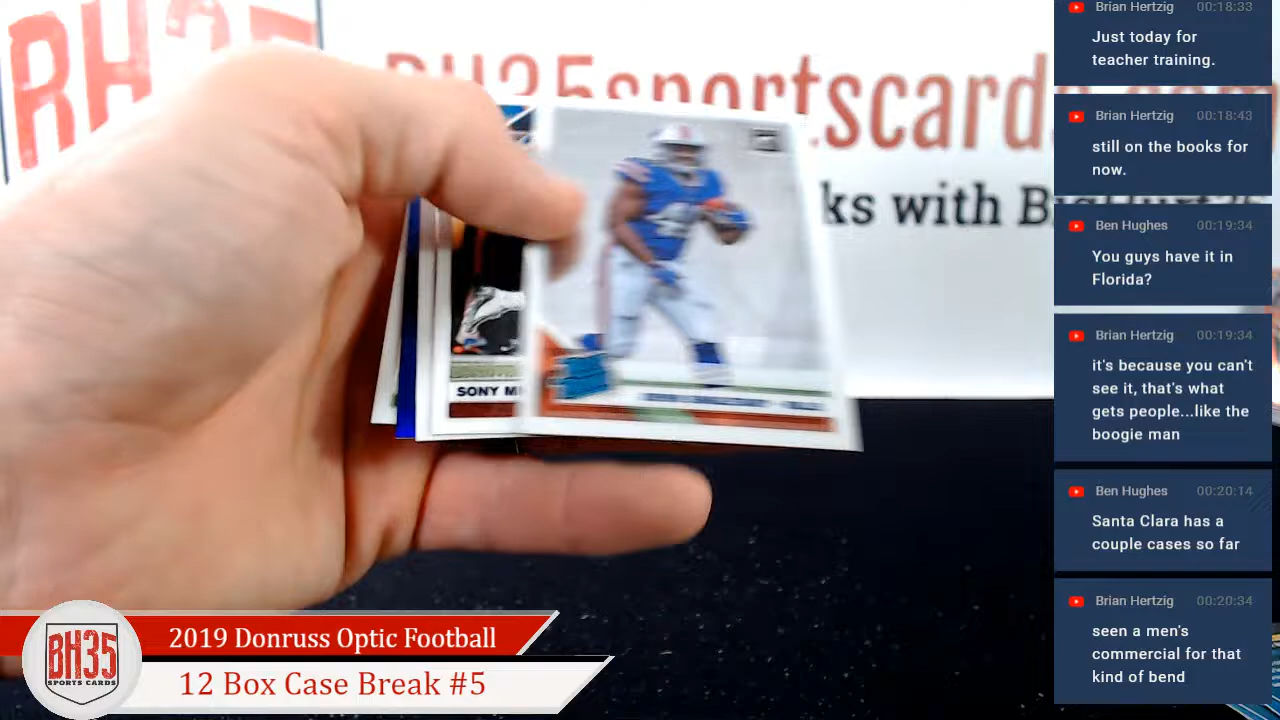 BH35
BH35sportscards.com
ks with
SONY MI
Brian Hertzig 00:18:33
Just today for
teacher training.
Brian Hertzig 00:18:43
still on the books for
now.
Ben Hughes 00:19:34
You guys have it in
Florida?
Brian Hertzig 00:19:34
it's because you can't
see it, that's what
gets people...like the
boogie man
Ben Hughes 00:20:14
Santa Clara has a
couple cases so far
Brian Hertzig 00:20:34
seen a men's
commercial for that
kind of bend
BH35
SPORTS CARDS
2019 Donruss Optic Football
12 Box Case Break #5